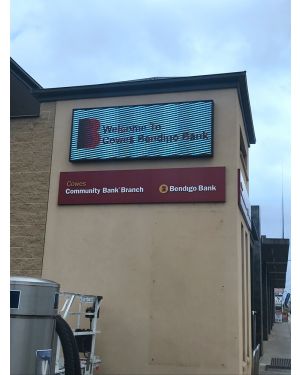 Welcome To
Cowes Bendigo Bank
Cowes
Community Bank Branch
Bendigo Bank